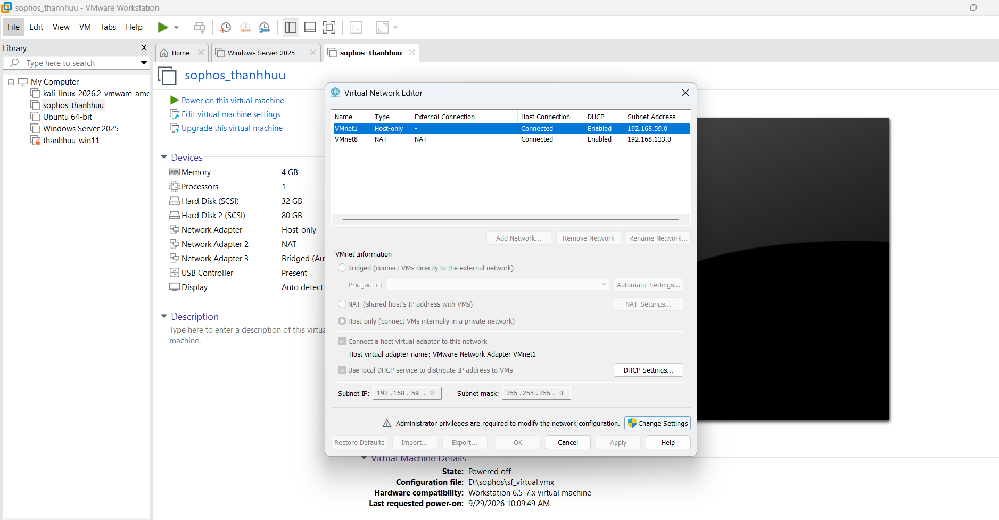 sophos_thanhhuu - VMware Workstation
File Edit View VM Tabs Help
Library
Type here to search
My Computer
kali-linux-2026.2-vmware-amd
sophos_thanhhuu
Ubuntu 64-bit
Windows Server 2025
thanhhuu_win11
Home
Windows Server 2025
sophos_thanhhuu
sophos_thanhhuu
Power on this virtual machine
Edit virtual machine settings
Upgrade this virtual machine
Devices
Memory 4 GB
Processors 1
Hard Disk (SCSI) 32 GB
Hard Disk 2 (SCSI) 80 GB
Network Adapter Host-only
Network Adapter 2 NAT
Network Adapter 3 Bridged (Aut
USB Controller Present
Display Auto detect
Description
Type here to enter a description of this virtua
machine.
Virtual Network Editor
Name Type External Connection Host Connection DHCP Subnet Address
VMnet1 Host-only - Connected Enabled 192.168.59.0
VMnet8 NAT NAT Connected Enabled 192.168.133.0
Add Network... Remove Network Rename Network...
VMnet Information
Bridged (connect VMs directly to the external network)
Bridged to: Automatic Settings...
NAT (shared host's IP address with VMs) NAT Settings...
Host-only (connect VMs internally in a private network)
Connect a host virtual adapter to this network
Host virtual adapter name: VMware Network Adapter VMnet1
Use local DHCP service to distribute IP address to VMs DHCP Settings...
Subnet IP: 192 . 168 . 59 . 0 Subnet mask: 255 . 255 . 255 . 0
Administrator privileges are required to modify the network configuration. Change Settings
Restore Defaults Import... Export... OK Cancel Apply Help
Virtual Machine Details
State: Powered off
Configuration file: D:\sophos\sf_virtual.vmx
Hardware compatibility: Workstation 6.5-7.x virtual machine
Last requested power-on: 9/29/2026 10:09:49 AM